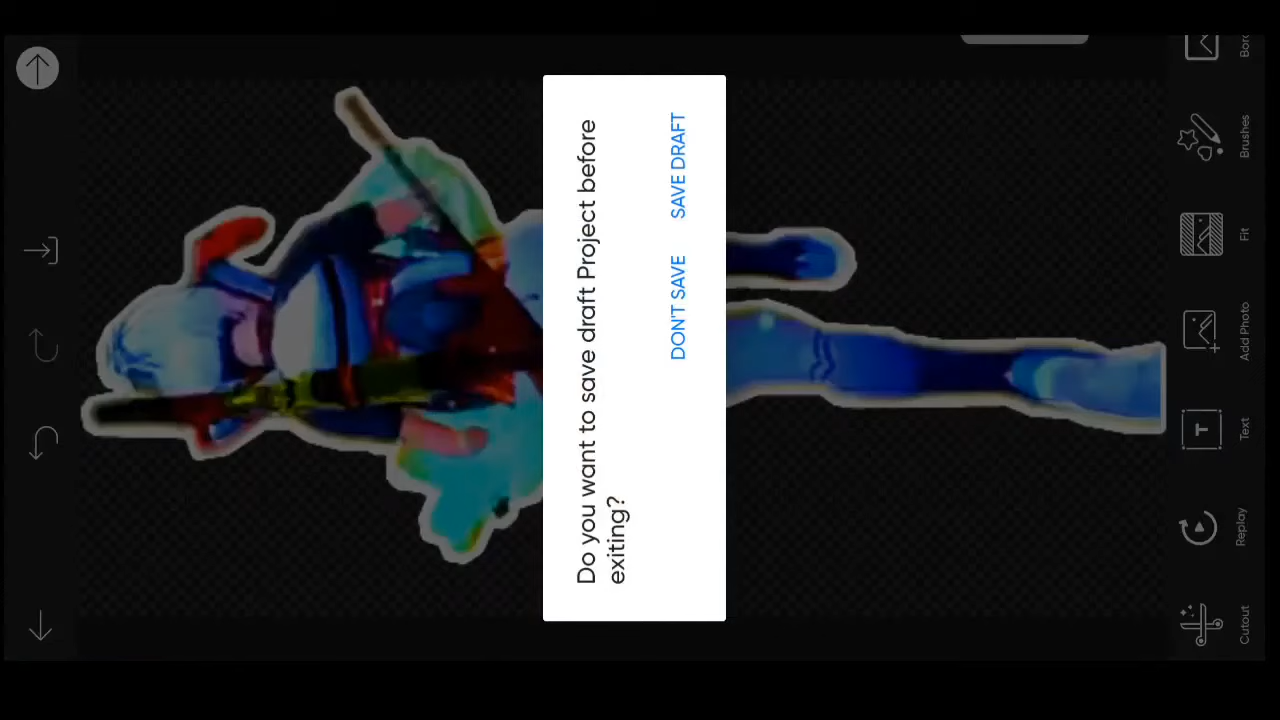 Do you want to save draft Project before
exiting?
DON'T SAVE
SAVE DRAFT
Cutout
Replay
T
Text
Add Photo
Fit
Brushes